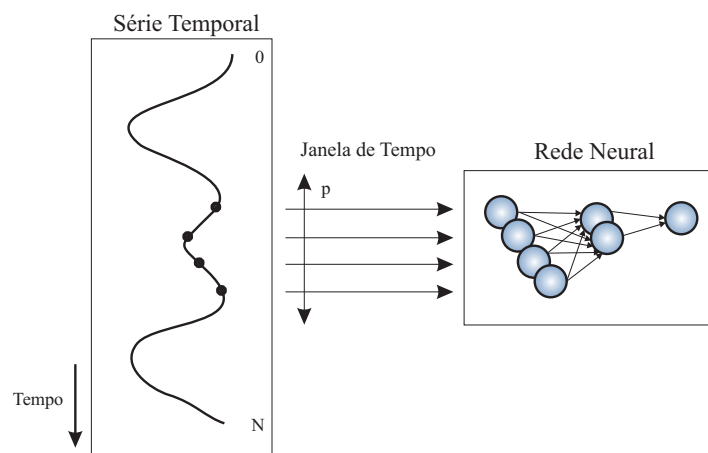 Série Temporal
0
Janela de Tempo
Rede Neural
p
Tempo
N